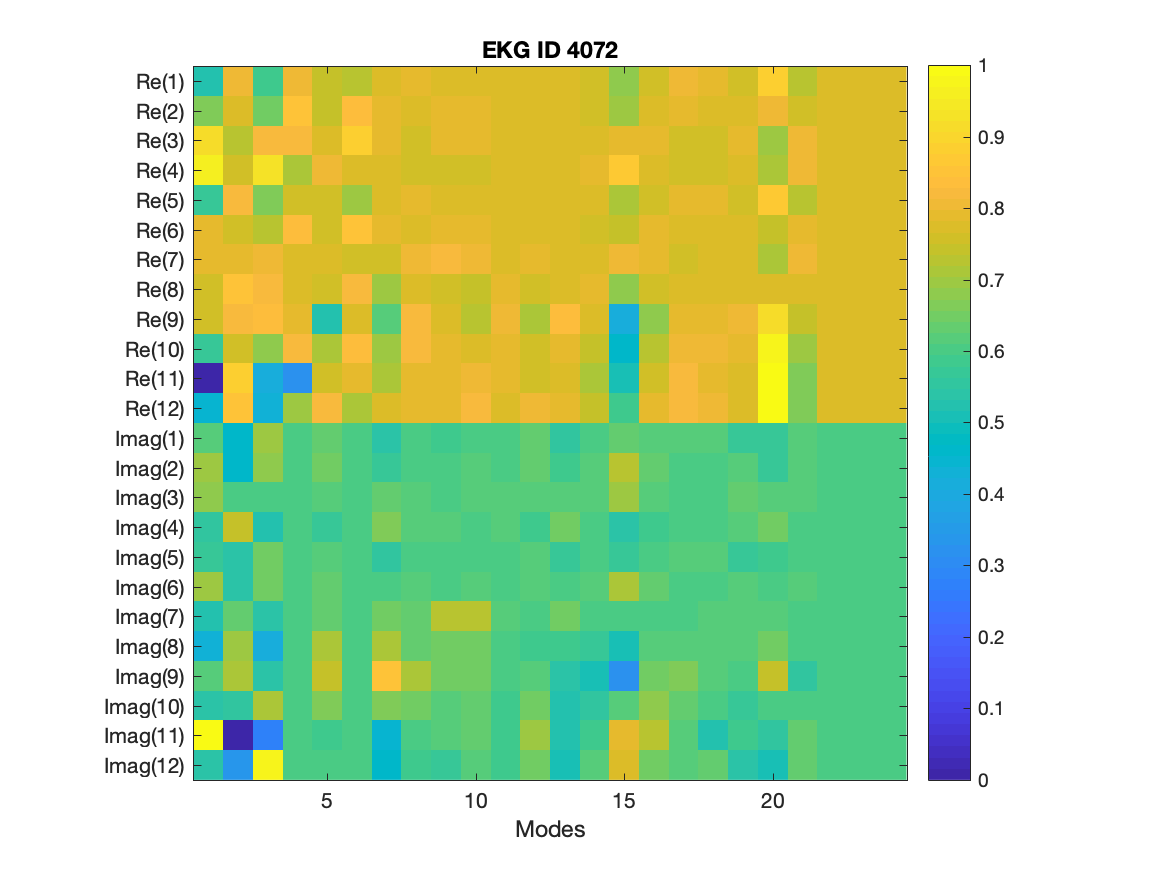 EKG ID 4072
Re(1)
Re(2)
Re(3)
Re(4)
Re(5)
Re(6)
Re(7)
Re(8)
Re(9)
Re(10)
Re(11)
Re(12)
Imag(1)
Imag(2)
Imag(3)
Imag(4)
Imag(5)
Imag(6)
Imag(7)
Imag(8)
Imag(9)
Imag(10)
Imag(11)
Imag(12)
5 10 15 20
Modes
1
0.9
0.8
0.7
0.6
0.5
0.4
0.3
0.2
0.1
0